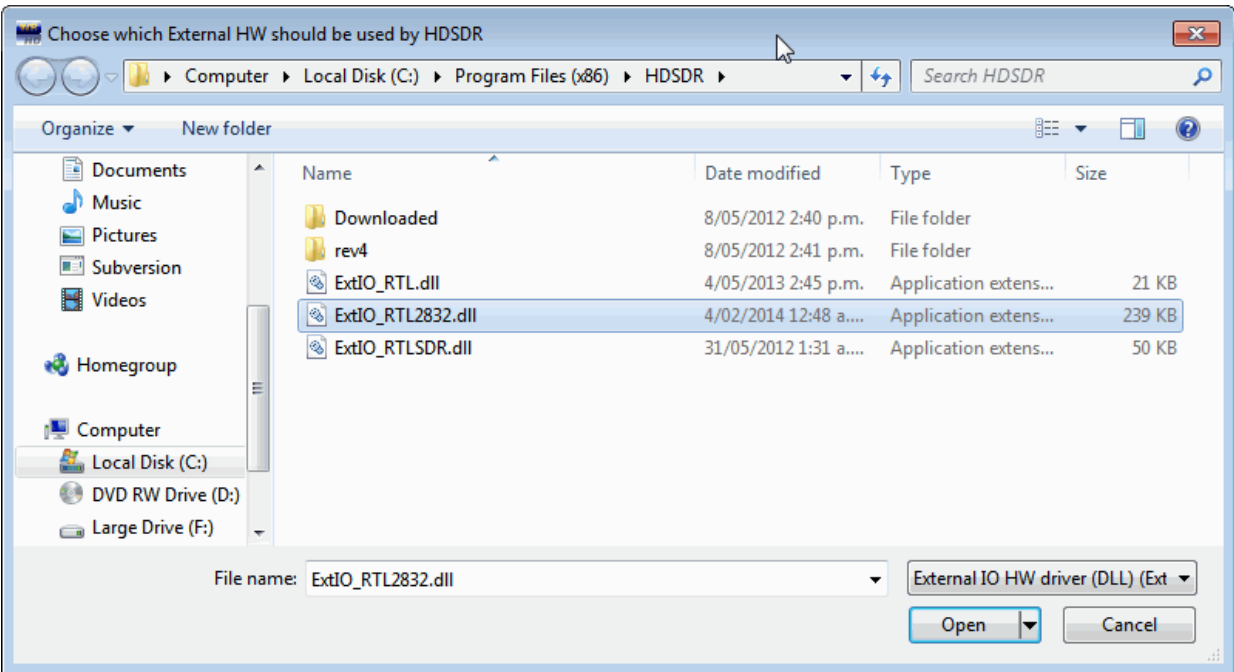 Choose which External HW should be used by HDSDR
Computer Local Disk (C:) Program Files (x86) HDSDR Search HDSDR
Organize New folder
Name Date modified Type Size
Documents
Music
Pictures
Subversion
Videos
Homegroup
Computer
Local Disk (C:)
DVD RW Drive (D:)
Large Drive (F:)
Downloaded 8/05/2012 2:40 p.m. File folder
rev4 8/05/2012 2:41 p.m. File folder
ExtIO_RTL.dll 4/05/2013 2:45 p.m. Application extens... 21 KB
ExtIO_RTL2832.dll 4/02/2014 12:48 a.... Application extens... 239 KB
ExtIO_RTLSDR.dll 31/05/2012 1:31 a.... Application extens... 50 KB
File name: ExtIO_RTL2832.dll External IO HW driver (DLL) (Ext
Open Cancel